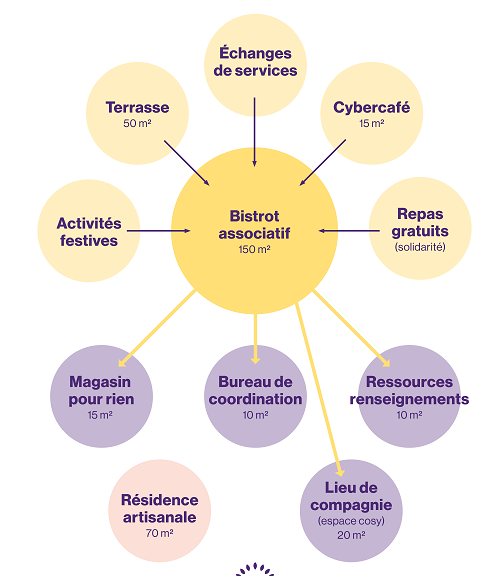 Échanges
de services
Terrasse
50 m²
Cybercafé
15 m²
Activités
festives
Bistrot
associatif
150 m²
Repas
gratuits
(solidarité)
Magasin
pour rien
15 m²
Bureau de
coordination
10 m²
Ressources
renseignements
10 m²
Résidence
artisanale
70 m²
Lieu de
compagnie
(espace cosy)
20 m²